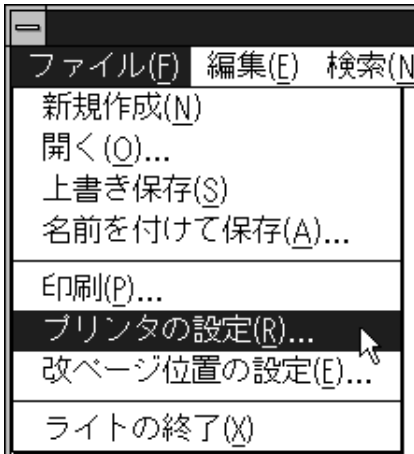 ファイル(F) 編集(E) 検索(N
新規作成(N)
開く(O)...
上書き保存(S)
名前を付けて保存(A)...
印刷(P)...
プリンタの設定(R)...
改ページ位置の設定(E)...
ライトの終了(X)